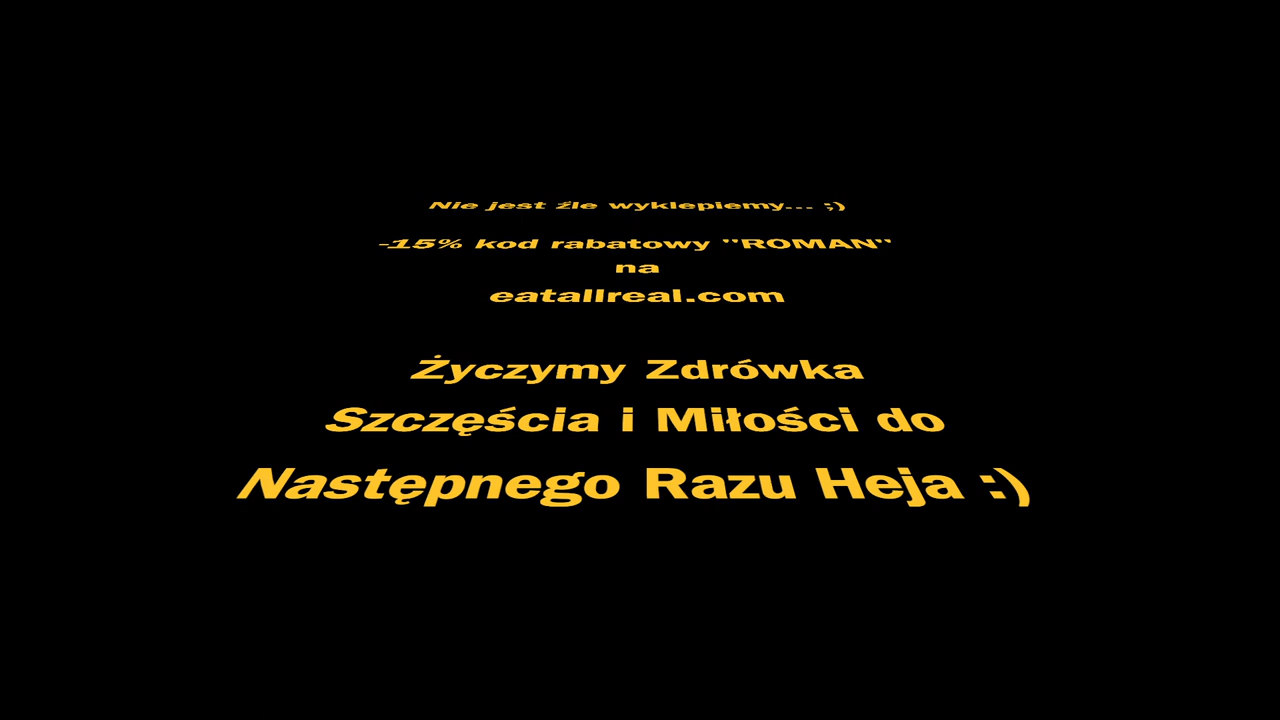 Nie jest źle wyklepiemy... ;)
-15% kod rabatowy "ROMAN"
na
eatallreal.com
Życzymy Zdrówka
Szczęścia i Miłości do
Następnego Razu Heja :)